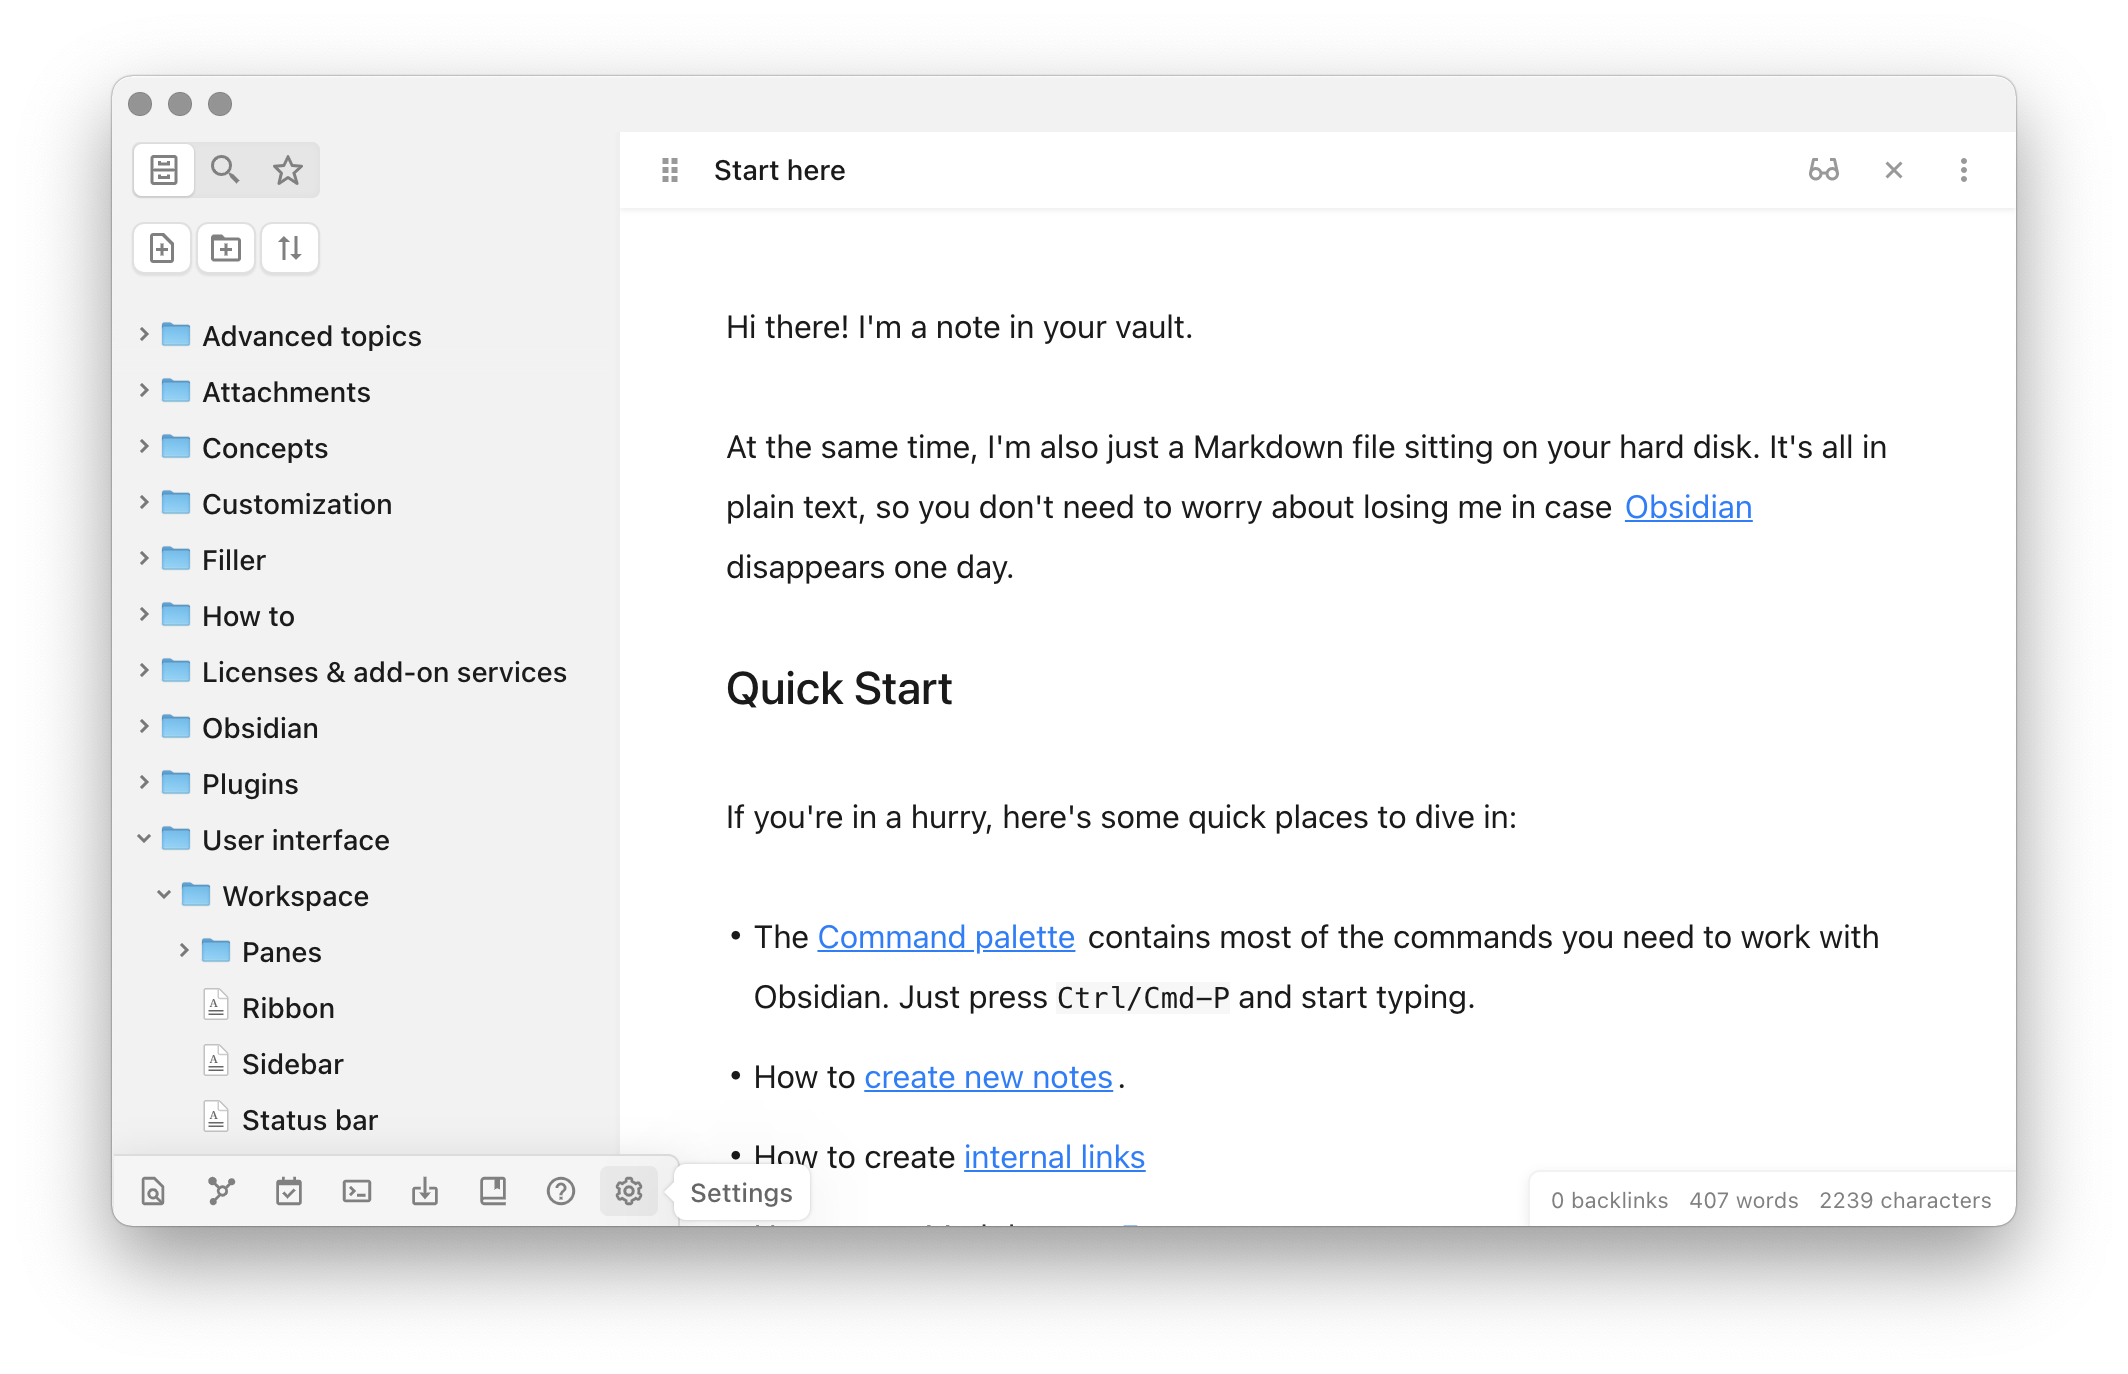 Start here
Advanced topics
Attachments
Concepts
Customization
Filler
How to
Licenses & add-on services
Obsidian
Plugins
User interface
Workspace
Panes
Ribbon
Sidebar
Status bar
Settings
Hi there! I'm a note in your vault.
At the same time, I'm also just a Markdown file sitting on your hard disk. It's all in
plain text, so you don't need to worry about losing me in case Obsidian
disappears one day.
Quick Start
If you're in a hurry, here's some quick places to dive in:
• The Command palette contains most of the commands you need to work with
Obsidian. Just press Ctrl/Cmd-P and start typing.
• How to create new notes.
• How to create internal links
0 backlinks 407 words 2239 characters